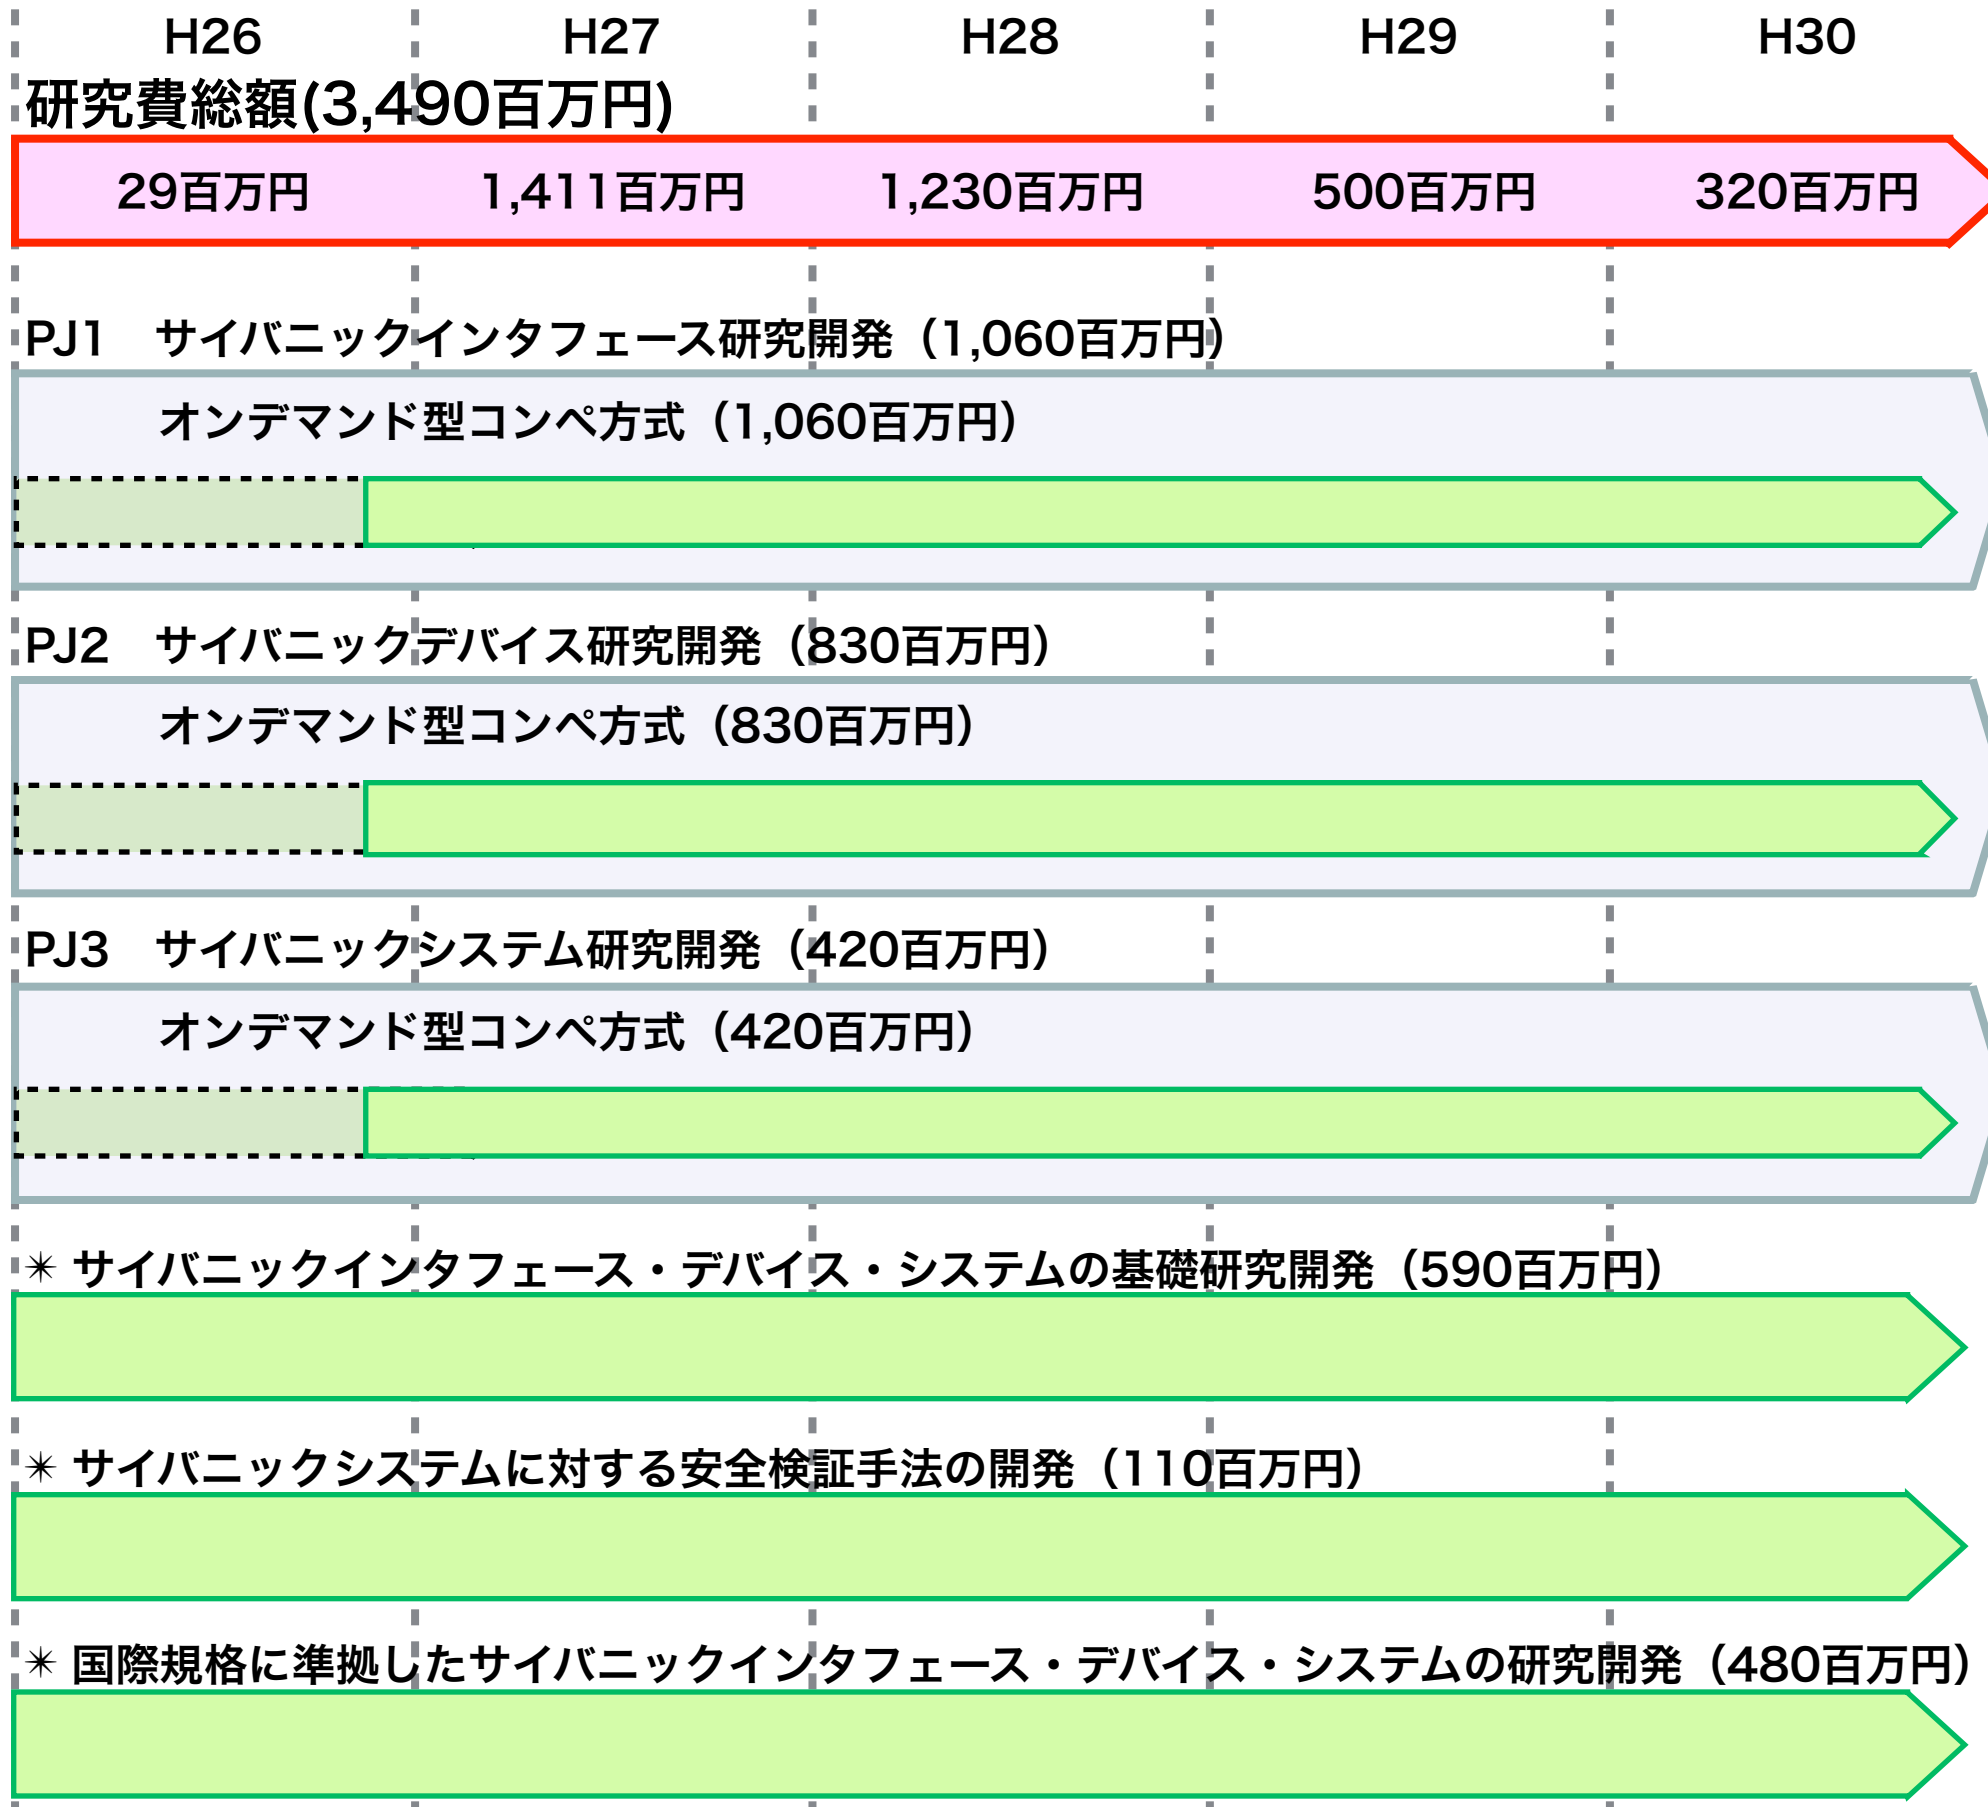 H26 H27 H28 H29 H30
研究費総額(3,490百万円)
29百万円 1,411百万円 1,230百万円 500百万円 320百万円
PJ1　サイバニックインタフェース研究開発（1,060百万円）
オンデマンド型コンペ方式（1,060百万円）
PJ2　サイバニックデバイス研究開発（830百万円）
オンデマンド型コンペ方式（830百万円）
PJ3　サイバニックシステム研究開発（420百万円）
オンデマンド型コンペ方式（420百万円）
✴ サイバニックインタフェース・デバイス・システムの基礎研究開発（590百万円）
✴ サイバニックシステムに対する安全検証手法の開発（110百万円）
✴ 国際規格に準拠したサイバニックインタフェース・デバイス・システムの研究開発（480百万円）